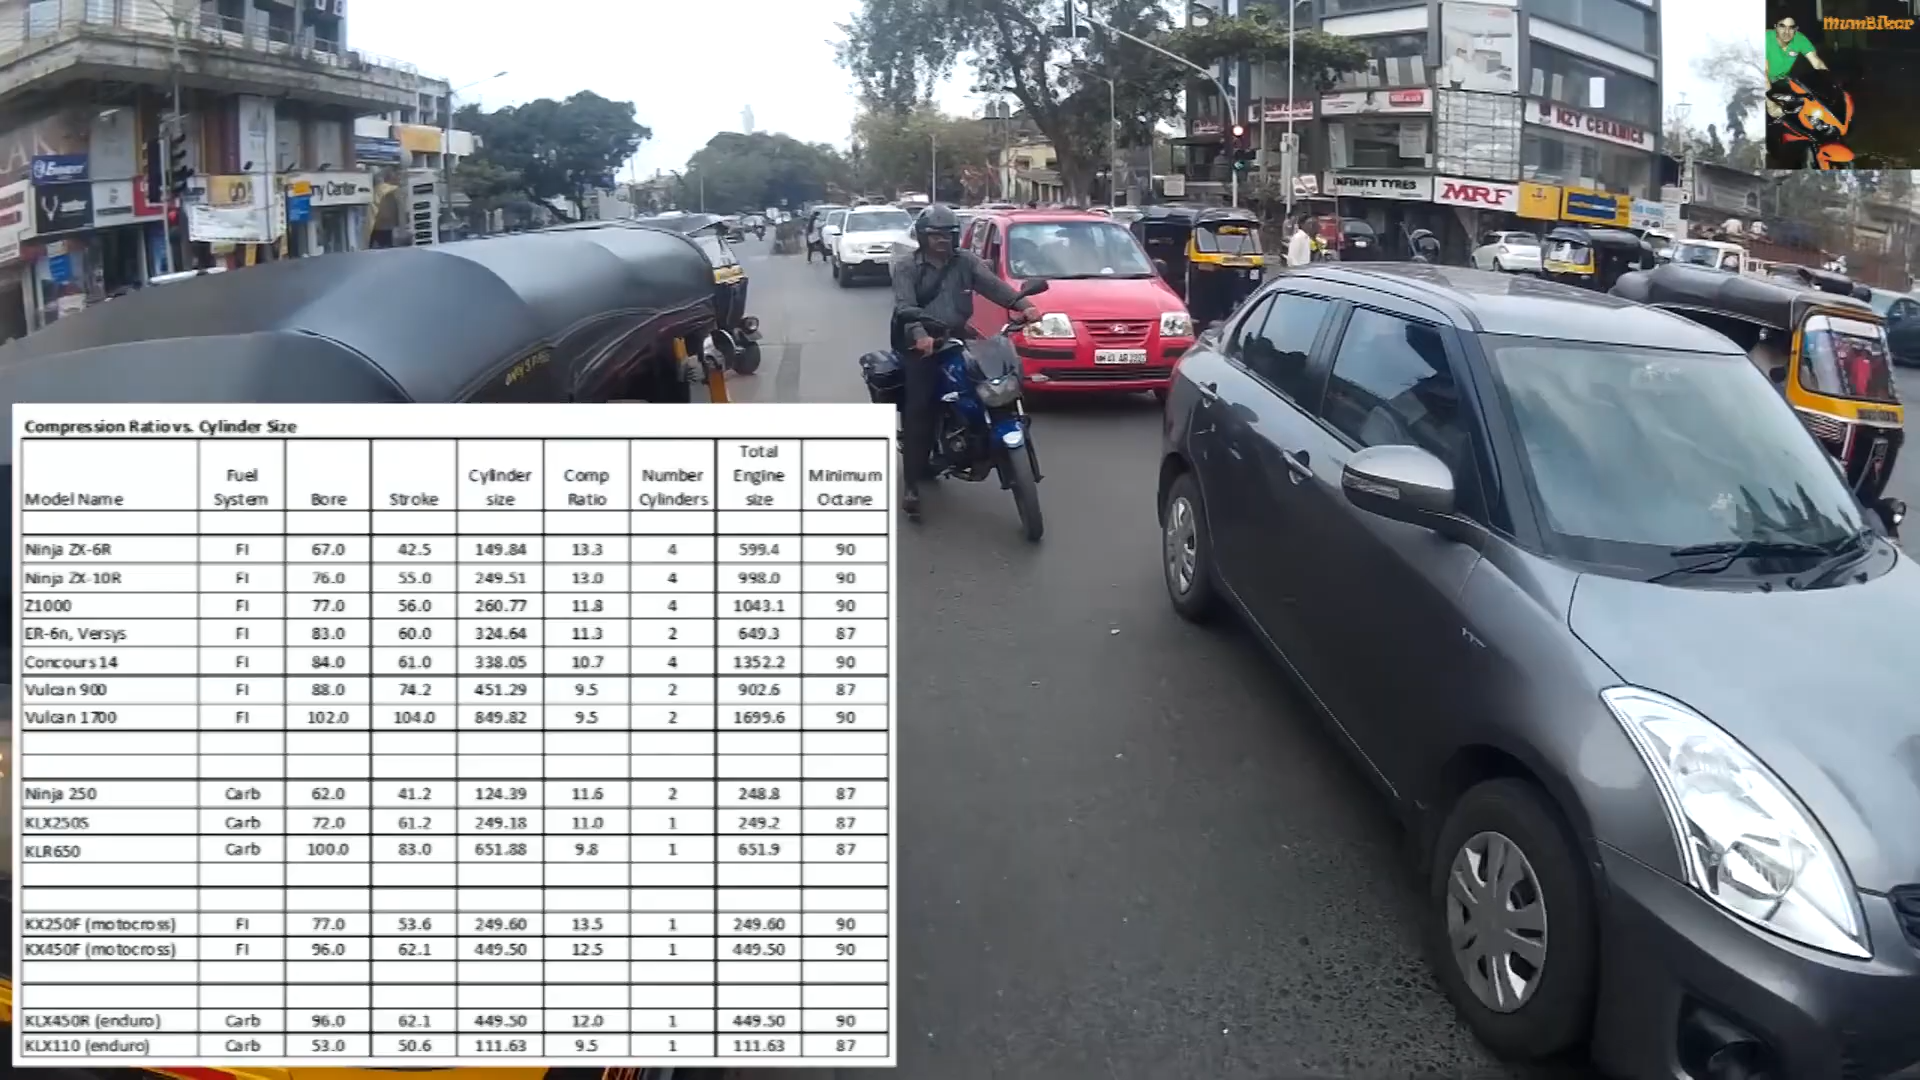 MumBiker
NZY CERAMICS
INFINITY TYRES
MRF
ny Center
only 3 P.SG
Compression Ratio vs. Cylinder Size
Model Name Fuel System Bore Stroke Cylinder size Comp Ratio Number Cylinders Total Engine size Minimum Octane
Ninja ZX-6R FI 67.0 42.5 149.84 13.3 4 599.4 90
Ninja ZX-10R FI 76.0 55.0 249.51 13.0 4 998.0 90
Z1000 FI 77.0 56.0 260.77 11.8 4 1043.1 90
ER-6n, Versys FI 83.0 60.0 324.64 11.3 2 649.3 87
Concours 14 FI 84.0 61.0 338.05 10.7 4 1352.2 90
Vulcan 900 FI 88.0 74.2 451.29 9.5 2 902.6 87
Vulcan 1700 FI 102.0 104.0 849.82 9.5 2 1699.6 90
Ninja 250 Carb 62.0 41.2 124.39 11.6 2 248.8 87
KLX250S Carb 72.0 61.2 249.18 11.0 1 249.2 87
KLR650 Carb 100.0 83.0 651.88 9.8 1 651.9 87
KX250F (motocross) FI 77.0 53.6 249.60 13.5 1 249.60 90
KX450F (motocross) FI 96.0 62.1 449.50 12.5 1 449.50 90
KLX450R (enduro) Carb 96.0 62.1 449.50 12.0 1 449.50 90
KLX110 (enduro) Carb 53.0 50.6 111.63 9.5 1 111.63 87